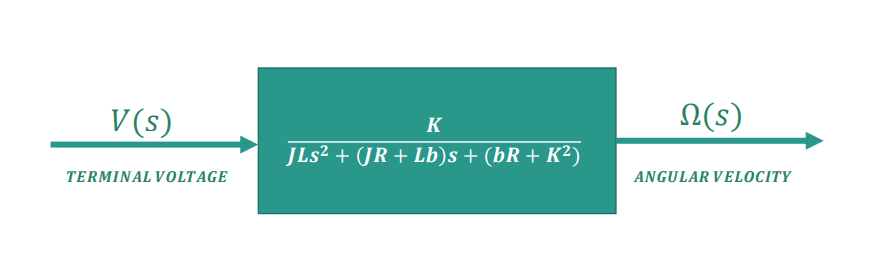 V(s)
TERMINAL VOLTAGE
K
JLs² + (JR + Lb)s + (bR + K²)
Ω(s)
ANGULAR VELOCITY